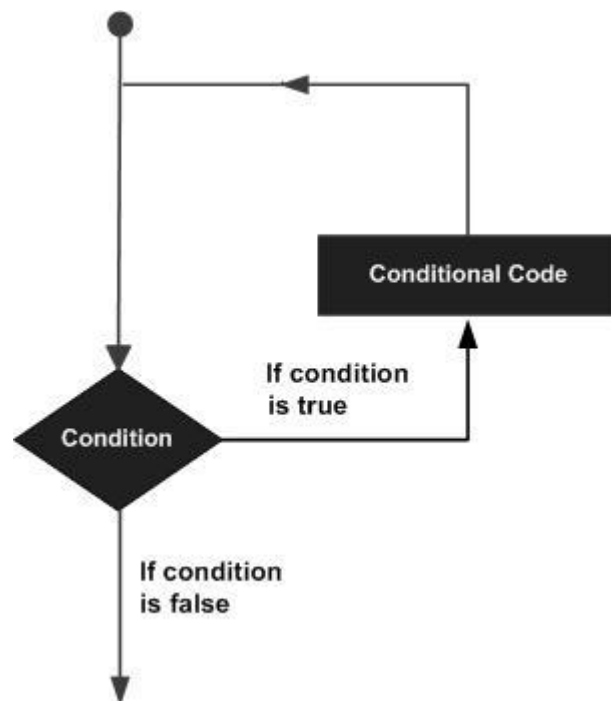 Conditional Code
If condition
is true
Condition
If condition
is false